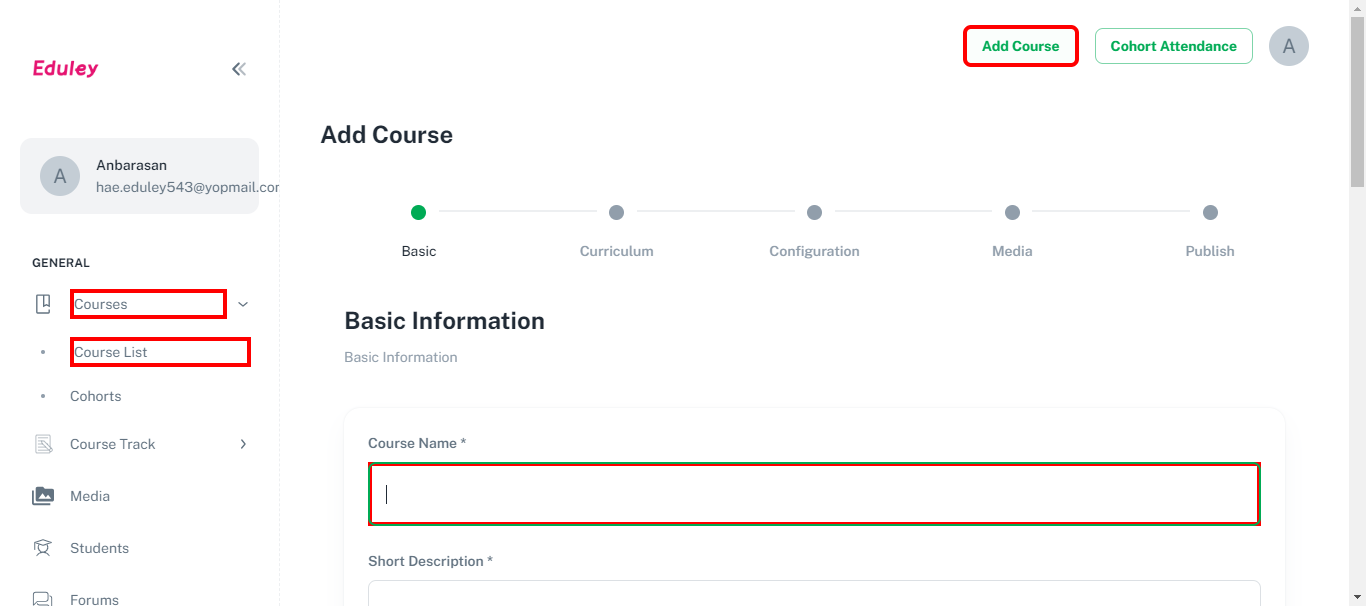 Add Course
Cohort Attendance
A
Eduley
A
Anbarasan
hae.eduley543@yopmail.cor
GENERAL
Courses
Course List
Cohorts
Course Track
Media
Students
Forums
Add Course
Basic
Curriculum
Configuration
Media
Publish
Basic Information
Basic Information
Course Name *
Short Description *